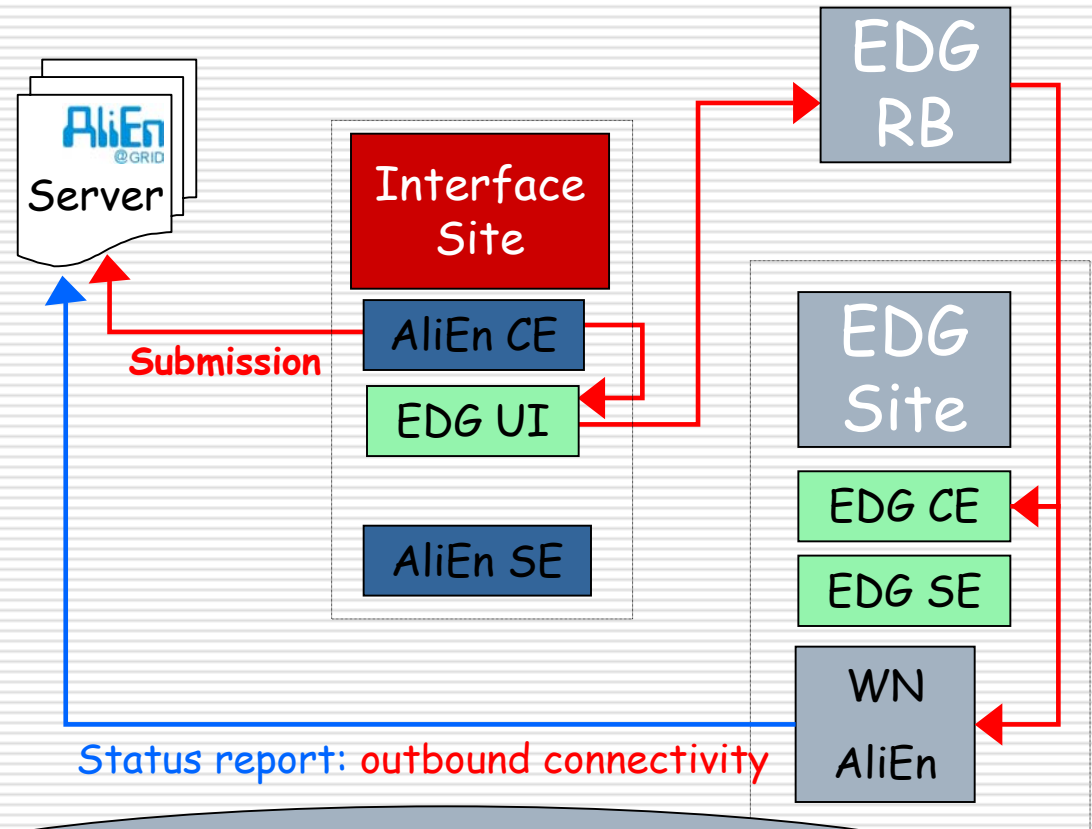 EDG
RB
AliEn
@GRID
Server
Interface
Site
AliEn CE
Submission
EDG UI
AliEn SE
EDG
Site
EDG CE
EDG SE
WN
AliEn
Status report: outbound connectivity